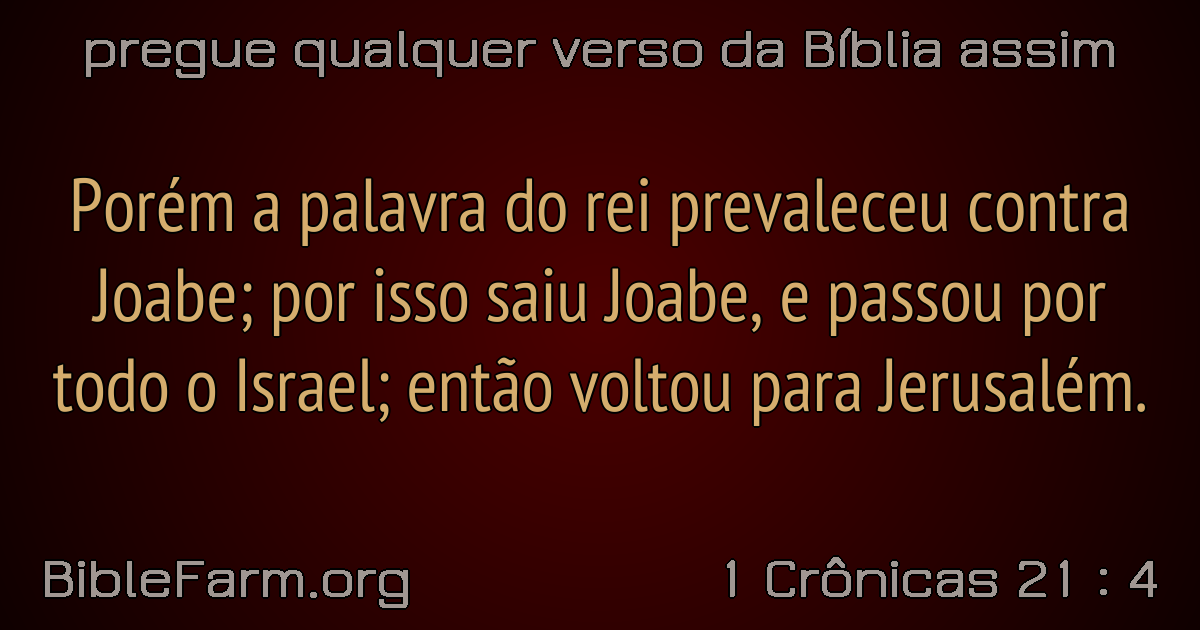 pregue qualquer verso da Bíblia assim
Porém a palavra do rei prevaleceu contra
Joabe; por isso saiu Joabe, e passou por
todo o Israel; então voltou para Jerusalém.
BibleFarm.org
1 Crônicas 21 : 4